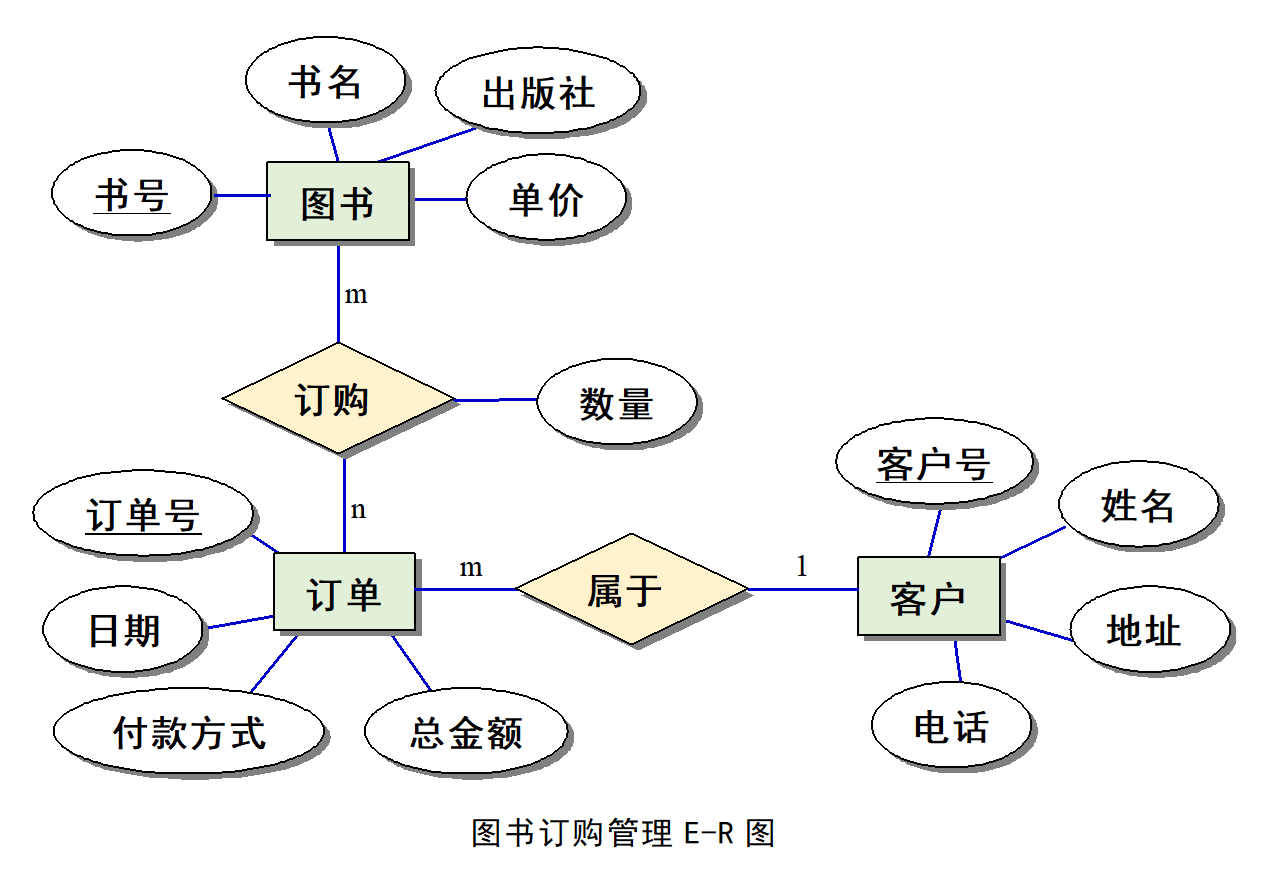 书名
出版社
书号
图书
单价
m
订购
数量
n
订单号
客户号
姓名
订单
m
属于
1
客户
日期
地址
付款方式
总金额
电话
图书订购管理 E-R 图